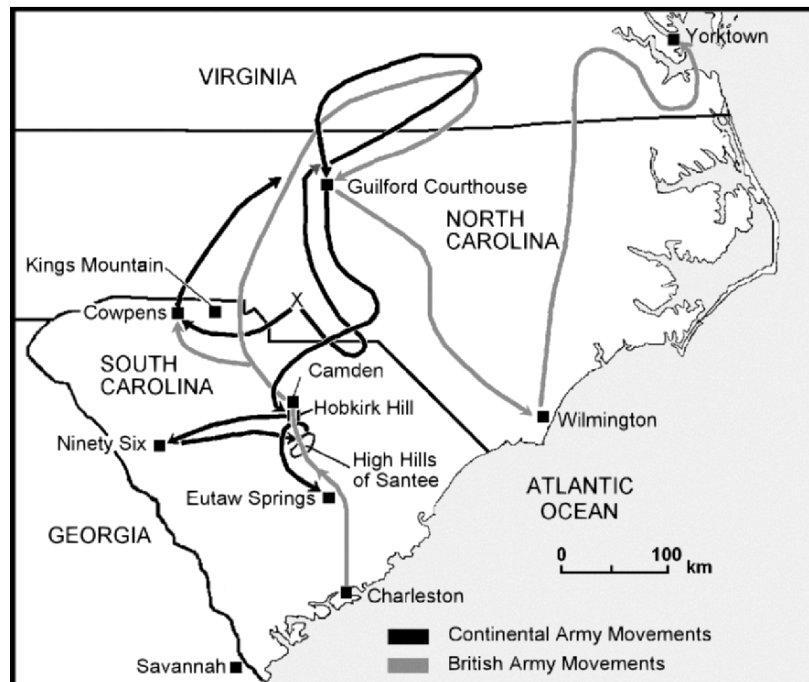 Yorktown
VIRGINIA
Guilford Courthouse
NORTH
CAROLINA
Kings Mountain
X
Cowpens
SOUTH
CAROLINA
Camden
Hobkirk Hill
Wilmington
Ninety Six
High Hills
of Santee
Eutaw Springs
ATLANTIC
OCEAN
GEORGIA
0 100
km
Charleston
Continental Army Movements
Savannah
British Army Movements